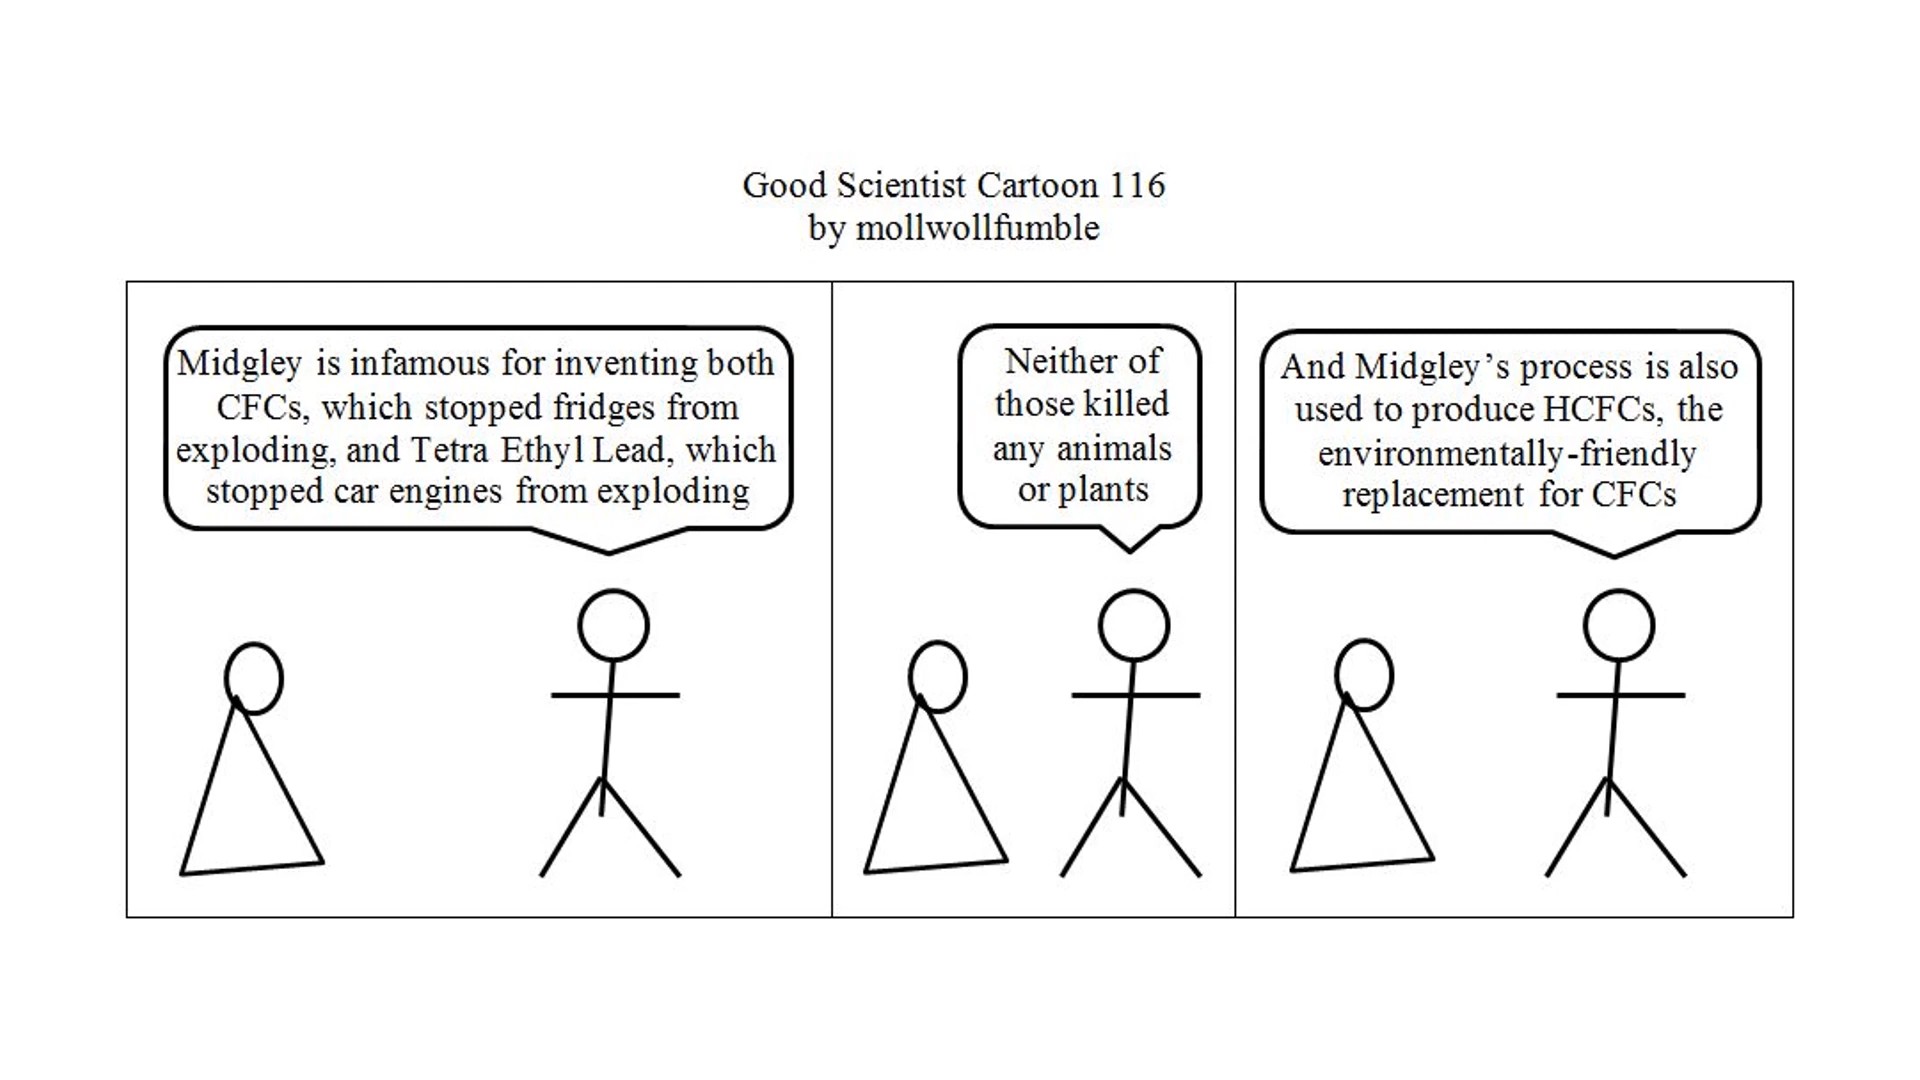 Good Scientist Cartoon 116
by mollwollfumble
Midgley is infamous for inventing both
CFCs, which stopped fridges from
exploding, and Tetra Ethyl Lead, which
stopped car engines from exploding
Neither of
those killed
any animals
or plants
And Midgley's process is also
used to produce HCFCs, the
environmentally-friendly
replacement for CFCs